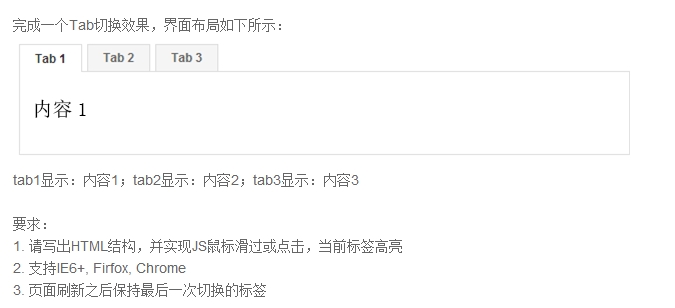 完成一个Tab切换效果，界面布局如下所示：
Tab 1 Tab 2 Tab 3
内容 1
tab1显示：内容1；tab2显示：内容2；tab3显示：内容3
要求：
1. 请写出HTML结构，并实现JS鼠标滑过或点击，当前标签高亮
2. 支持IE6+, Firfox, Chrome
3. 页面刷新之后保持最后一次切换的标签